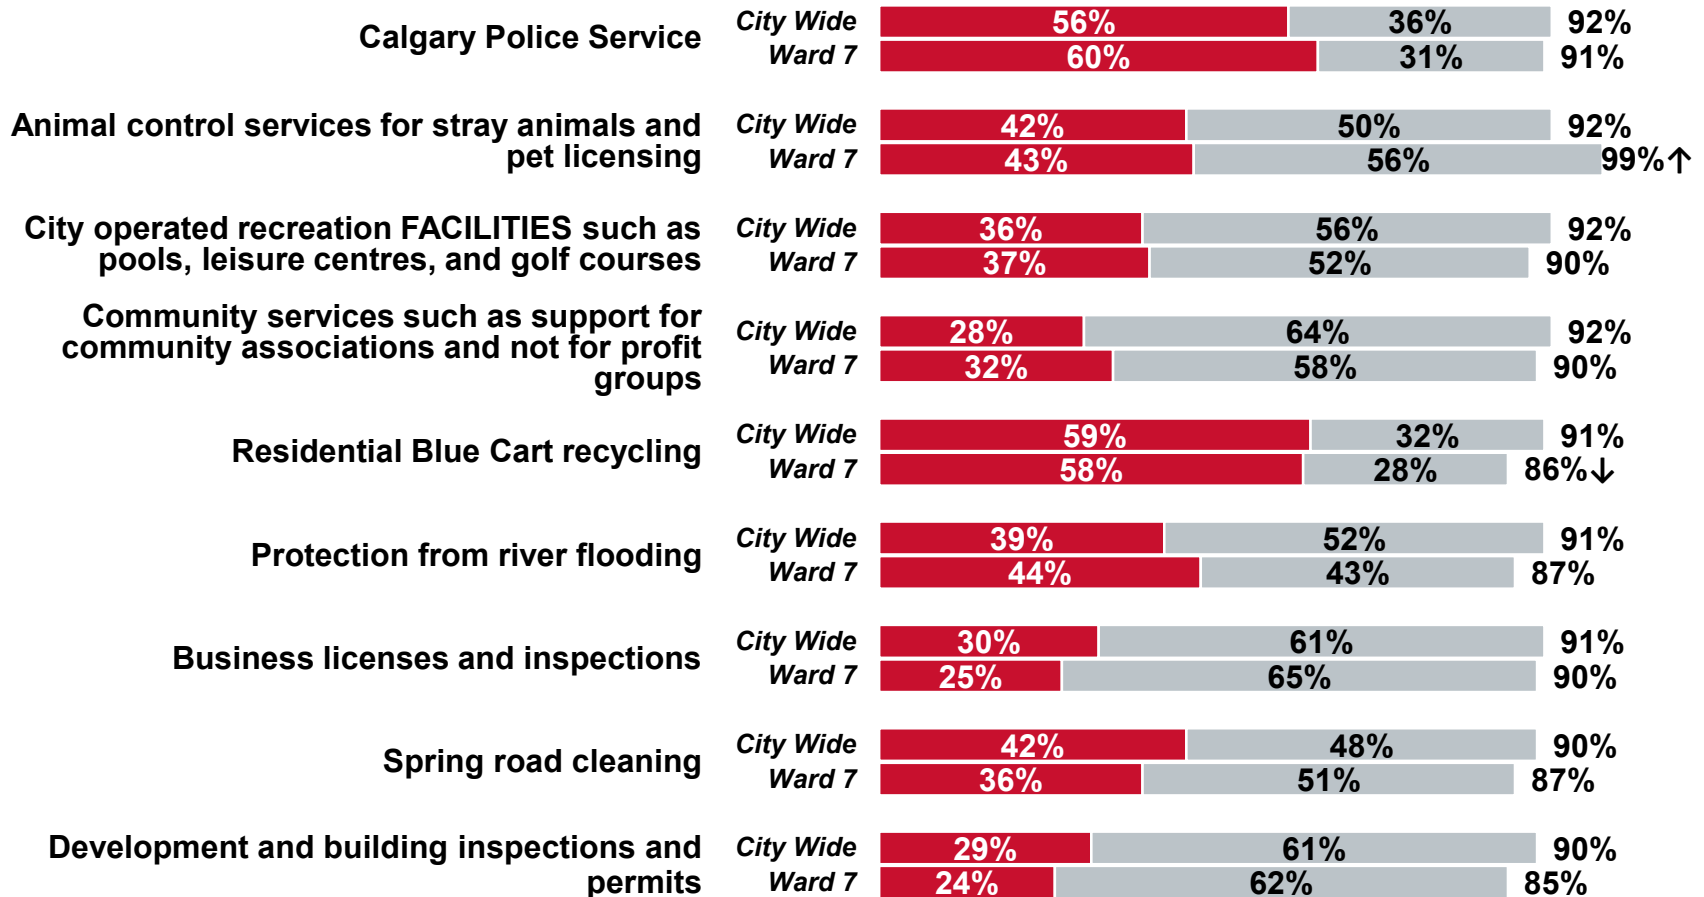 Calgary Police Service
City Wide 56% 36% 92%
Ward 7 60% 31% 91%
Animal control services for stray animals and
pet licensing
City Wide 42% 50% 92%
Ward 7 43% 56% 99%↑
City operated recreation FACILITIES such as
pools, leisure centres, and golf courses
City Wide 36% 56% 92%
Ward 7 37% 52% 90%
Community services such as support for
community associations and not for profit
groups
City Wide 28% 64% 92%
Ward 7 32% 58% 90%
Residential Blue Cart recycling
City Wide 59% 32% 91%
Ward 7 58% 28% 86%↓
Protection from river flooding
City Wide 39% 52% 91%
Ward 7 44% 43% 87%
Business licenses and inspections
City Wide 30% 61% 91%
Ward 7 25% 65% 90%
Spring road cleaning
City Wide 42% 48% 90%
Ward 7 36% 51% 87%
Development and building inspections and
permits
City Wide 29% 61% 90%
Ward 7 24% 62% 85%